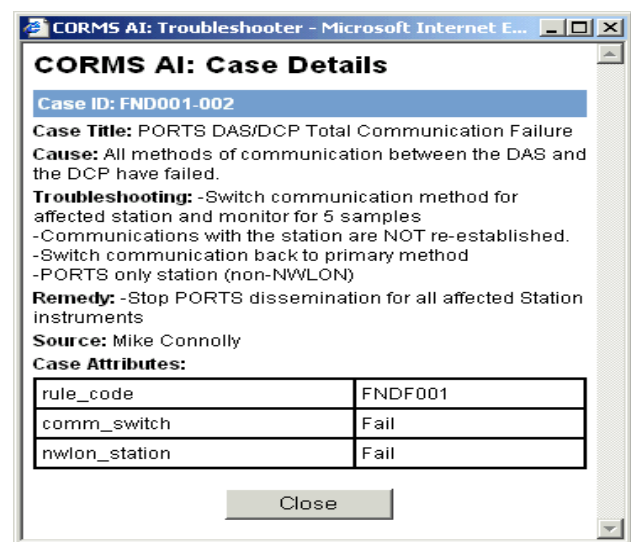 CORMS AI: Troubleshooter - Microsoft Internet E...
CORMS AI: Case Details
Case ID: FND001-002
Case Title: PORTS DAS/DCP Total Communication Failure
Cause: All methods of communication between the DAS and
the DCP have failed.
Troubleshooting: -Switch communication method for
affected station and monitor for 5 samples
-Communications with the station are NOT re-established.
-Switch communication back to primary method
-PORTS only station (non-NWLON)
Remedy: -Stop PORTS dissemination for all affected Station
instruments
Source: Mike Connolly
Case Attributes:
rule_code FNDF001
comm_switch Fail
nwlon_station Fail
Close